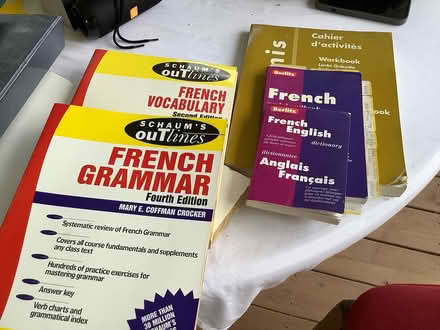 nis
Cahier
d'activités
Workbook
SCHAUM'S
OUTlines
FRENCH
VOCABULARY
Second Edition
Berlitz
French
Berlitz
French
English
dictionary
dictionnaire
Anglais
Français
book
SCHAUM'S
OUTlines
FRENCH
GRAMMAR
Fourth Edition
MARY E. COFFMAN CROCKER
Systematic review of French Grammar
Covers all course fundamentals and supplements
any class text
Hundreds of practice exercises for
mastering grammar
Answer key
Verb charts and
grammatical index
MORE THAN
30 MILLION
SCHAUM'S